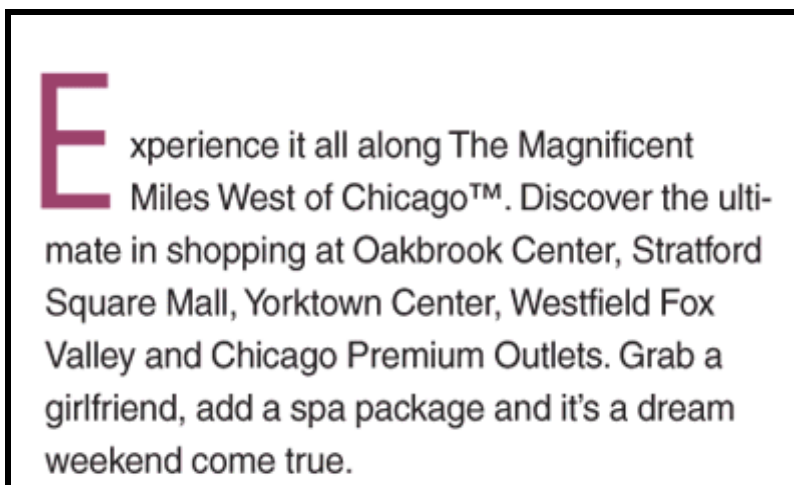 Experience it all along The Magnificent
Miles West of Chicago™. Discover the ulti-
mate in shopping at Oakbrook Center, Stratford
Square Mall, Yorktown Center, Westfield Fox
Valley and Chicago Premium Outlets. Grab a
girlfriend, add a spa package and it's a dream
weekend come true.